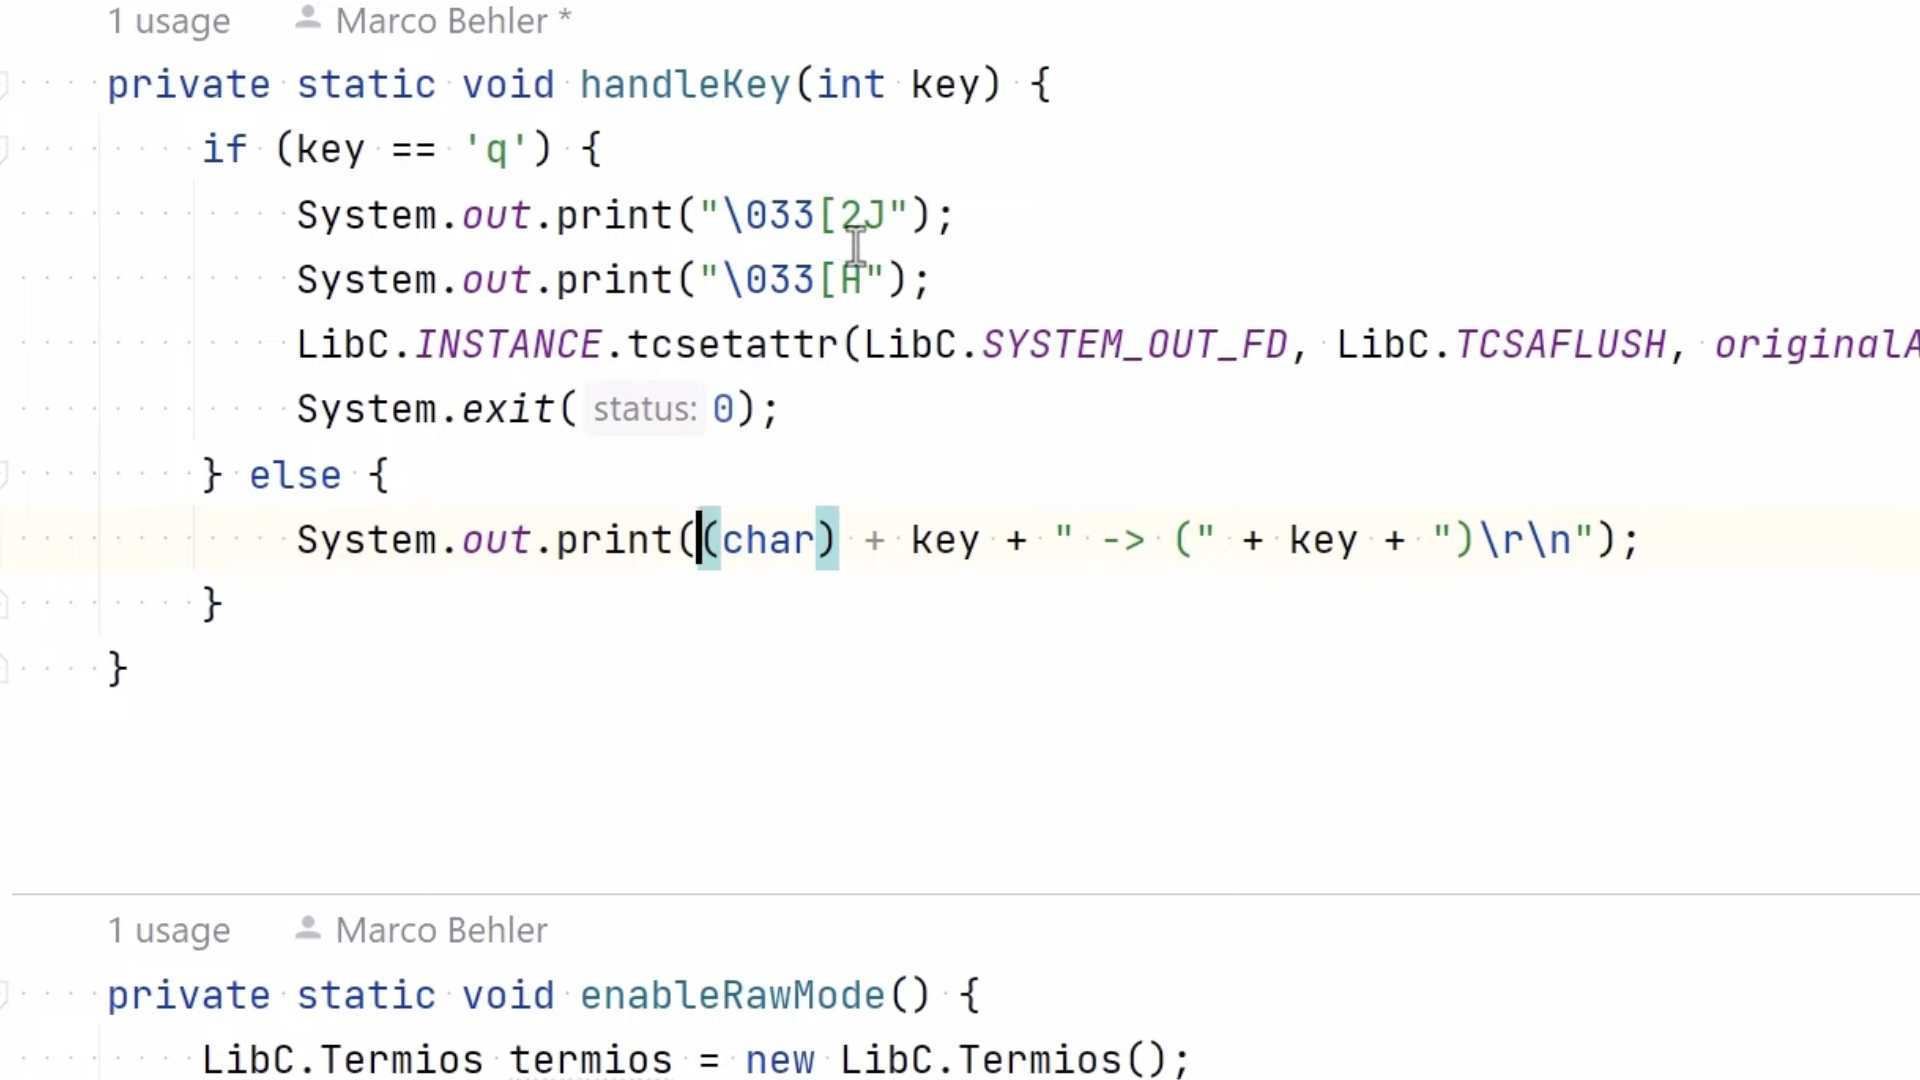 1 usage Marco Behler *
private static void handleKey(int key) {
if (key == 'q') {
System.out.print("\033[2J");
System.out.print("\033[H");
LibC.INSTANCE.tcsetattr(LibC.SYSTEM_OUT_FD, LibC.TCSAFLUSH, originalA
System.exit( status: 0);
} else {
System.out.print((char) + key + " -> (" + key + ")\r\n");
}
}
1 usage Marco Behler
private static void enableRawMode() {
LibC.Termios termios = new LibC.Termios();